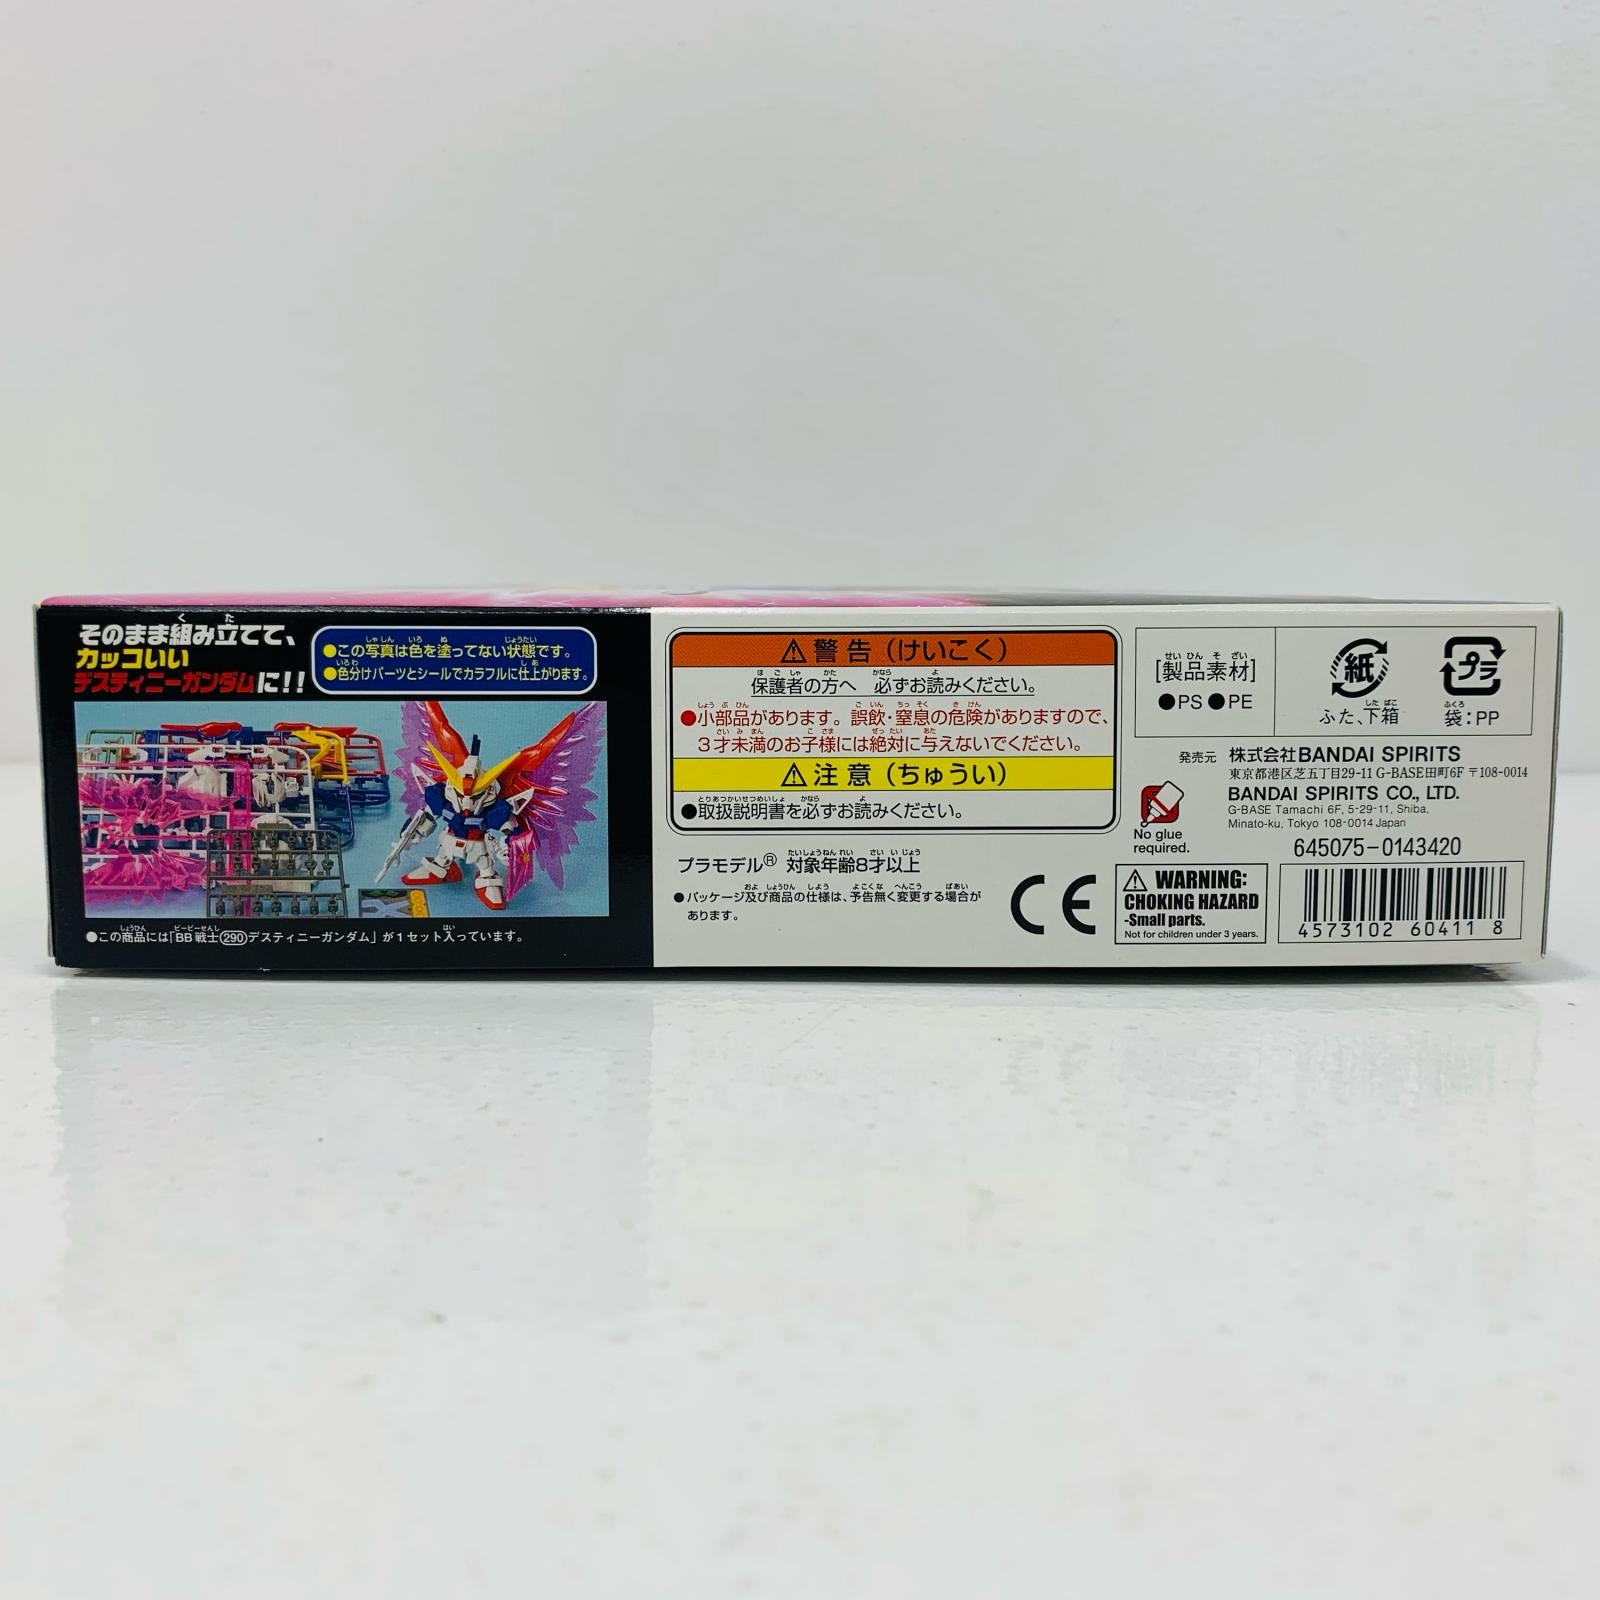 そのまま組み立てて、
カッコいい
デスティニーガンダムに!!
●この写真は色を塗ってない状態です。
●色分けパーツとシールでカラフルに仕上がります。
●この商品には「BB戦士290デスティニーガンダム」が1セット入っています。
⚠警告（けいこく）
保護者の方へ 必ずお読みください。
●小部品があります。誤飲・窒息の危険がありますので、
3才未満のお子様には絶対に与えないでください。
⚠注意（ちゅうい）
●取扱説明書を必ずお読みください。
プラモデル® 対象年齢8才以上
●パッケージ及び商品の仕様は、予告無く変更する場合が
あります。
CE
[製品素材]
●PS ●PE
紙
ふた、下箱
プラ
袋：PP
発売元 株式会社BANDAI SPIRITS
東京都港区芝五丁目29-11 G-BASE田町6F 〒108-0014
BANDAI SPIRITS CO., LTD.
G-BASE Tamachi 6F, 5-29-11, Shiba,
Minato-ku, Tokyo 108-0014 Japan
No glue
required.
645075-0143420
⚠ WARNING:
CHOKING HAZARD
-Small parts.
Not for children under 3 years.
4573102 60411 8